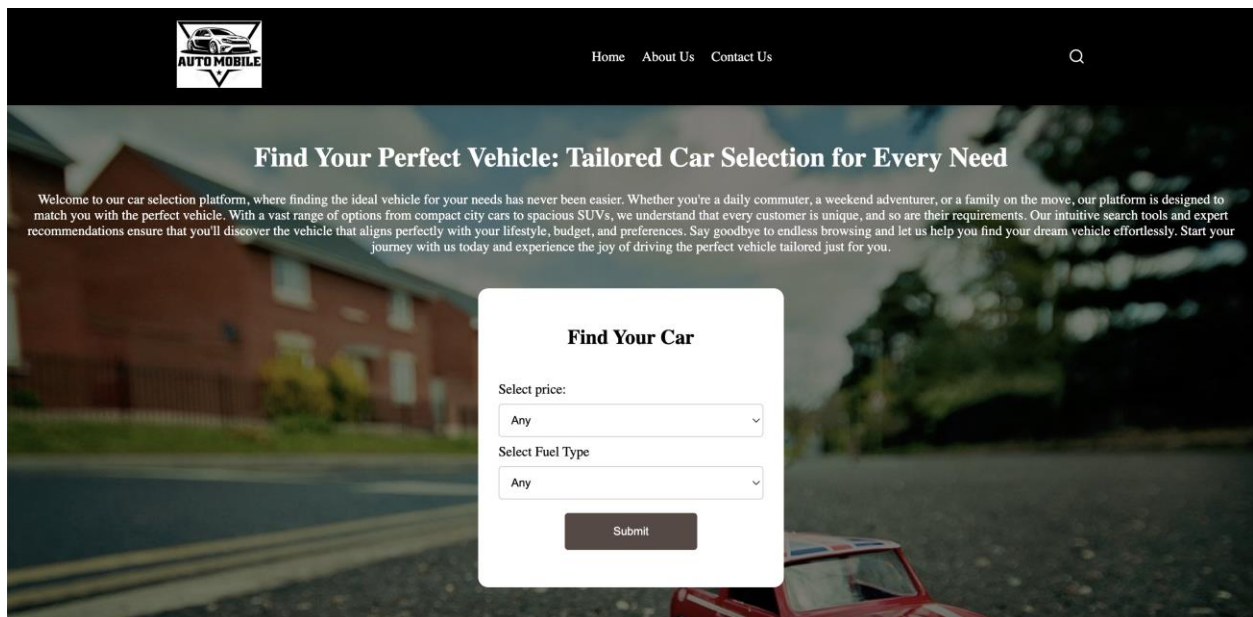 AUTO MOBILE
Home About Us Contact Us
Find Your Perfect Vehicle: Tailored Car Selection for Every Need
Welcome to our car selection platform, where finding the ideal vehicle for your needs has never been easier. Whether you're a daily commuter, a weekend adventurer, or a family on the move, our platform is designed to
match you with the perfect vehicle. With a vast range of options from compact city cars to spacious SUVs, we understand that every customer is unique, and so are their requirements. Our intuitive search tools and expert
recommendations ensure that you'll discover the vehicle that aligns perfectly with your lifestyle, budget, and preferences. Say goodbye to endless browsing and let us help you find your dream vehicle effortlessly. Start your
journey with us today and experience the joy of driving the perfect vehicle tailored just for you.
Find Your Car
Select price:
Any
Select Fuel Type
Any
Submit